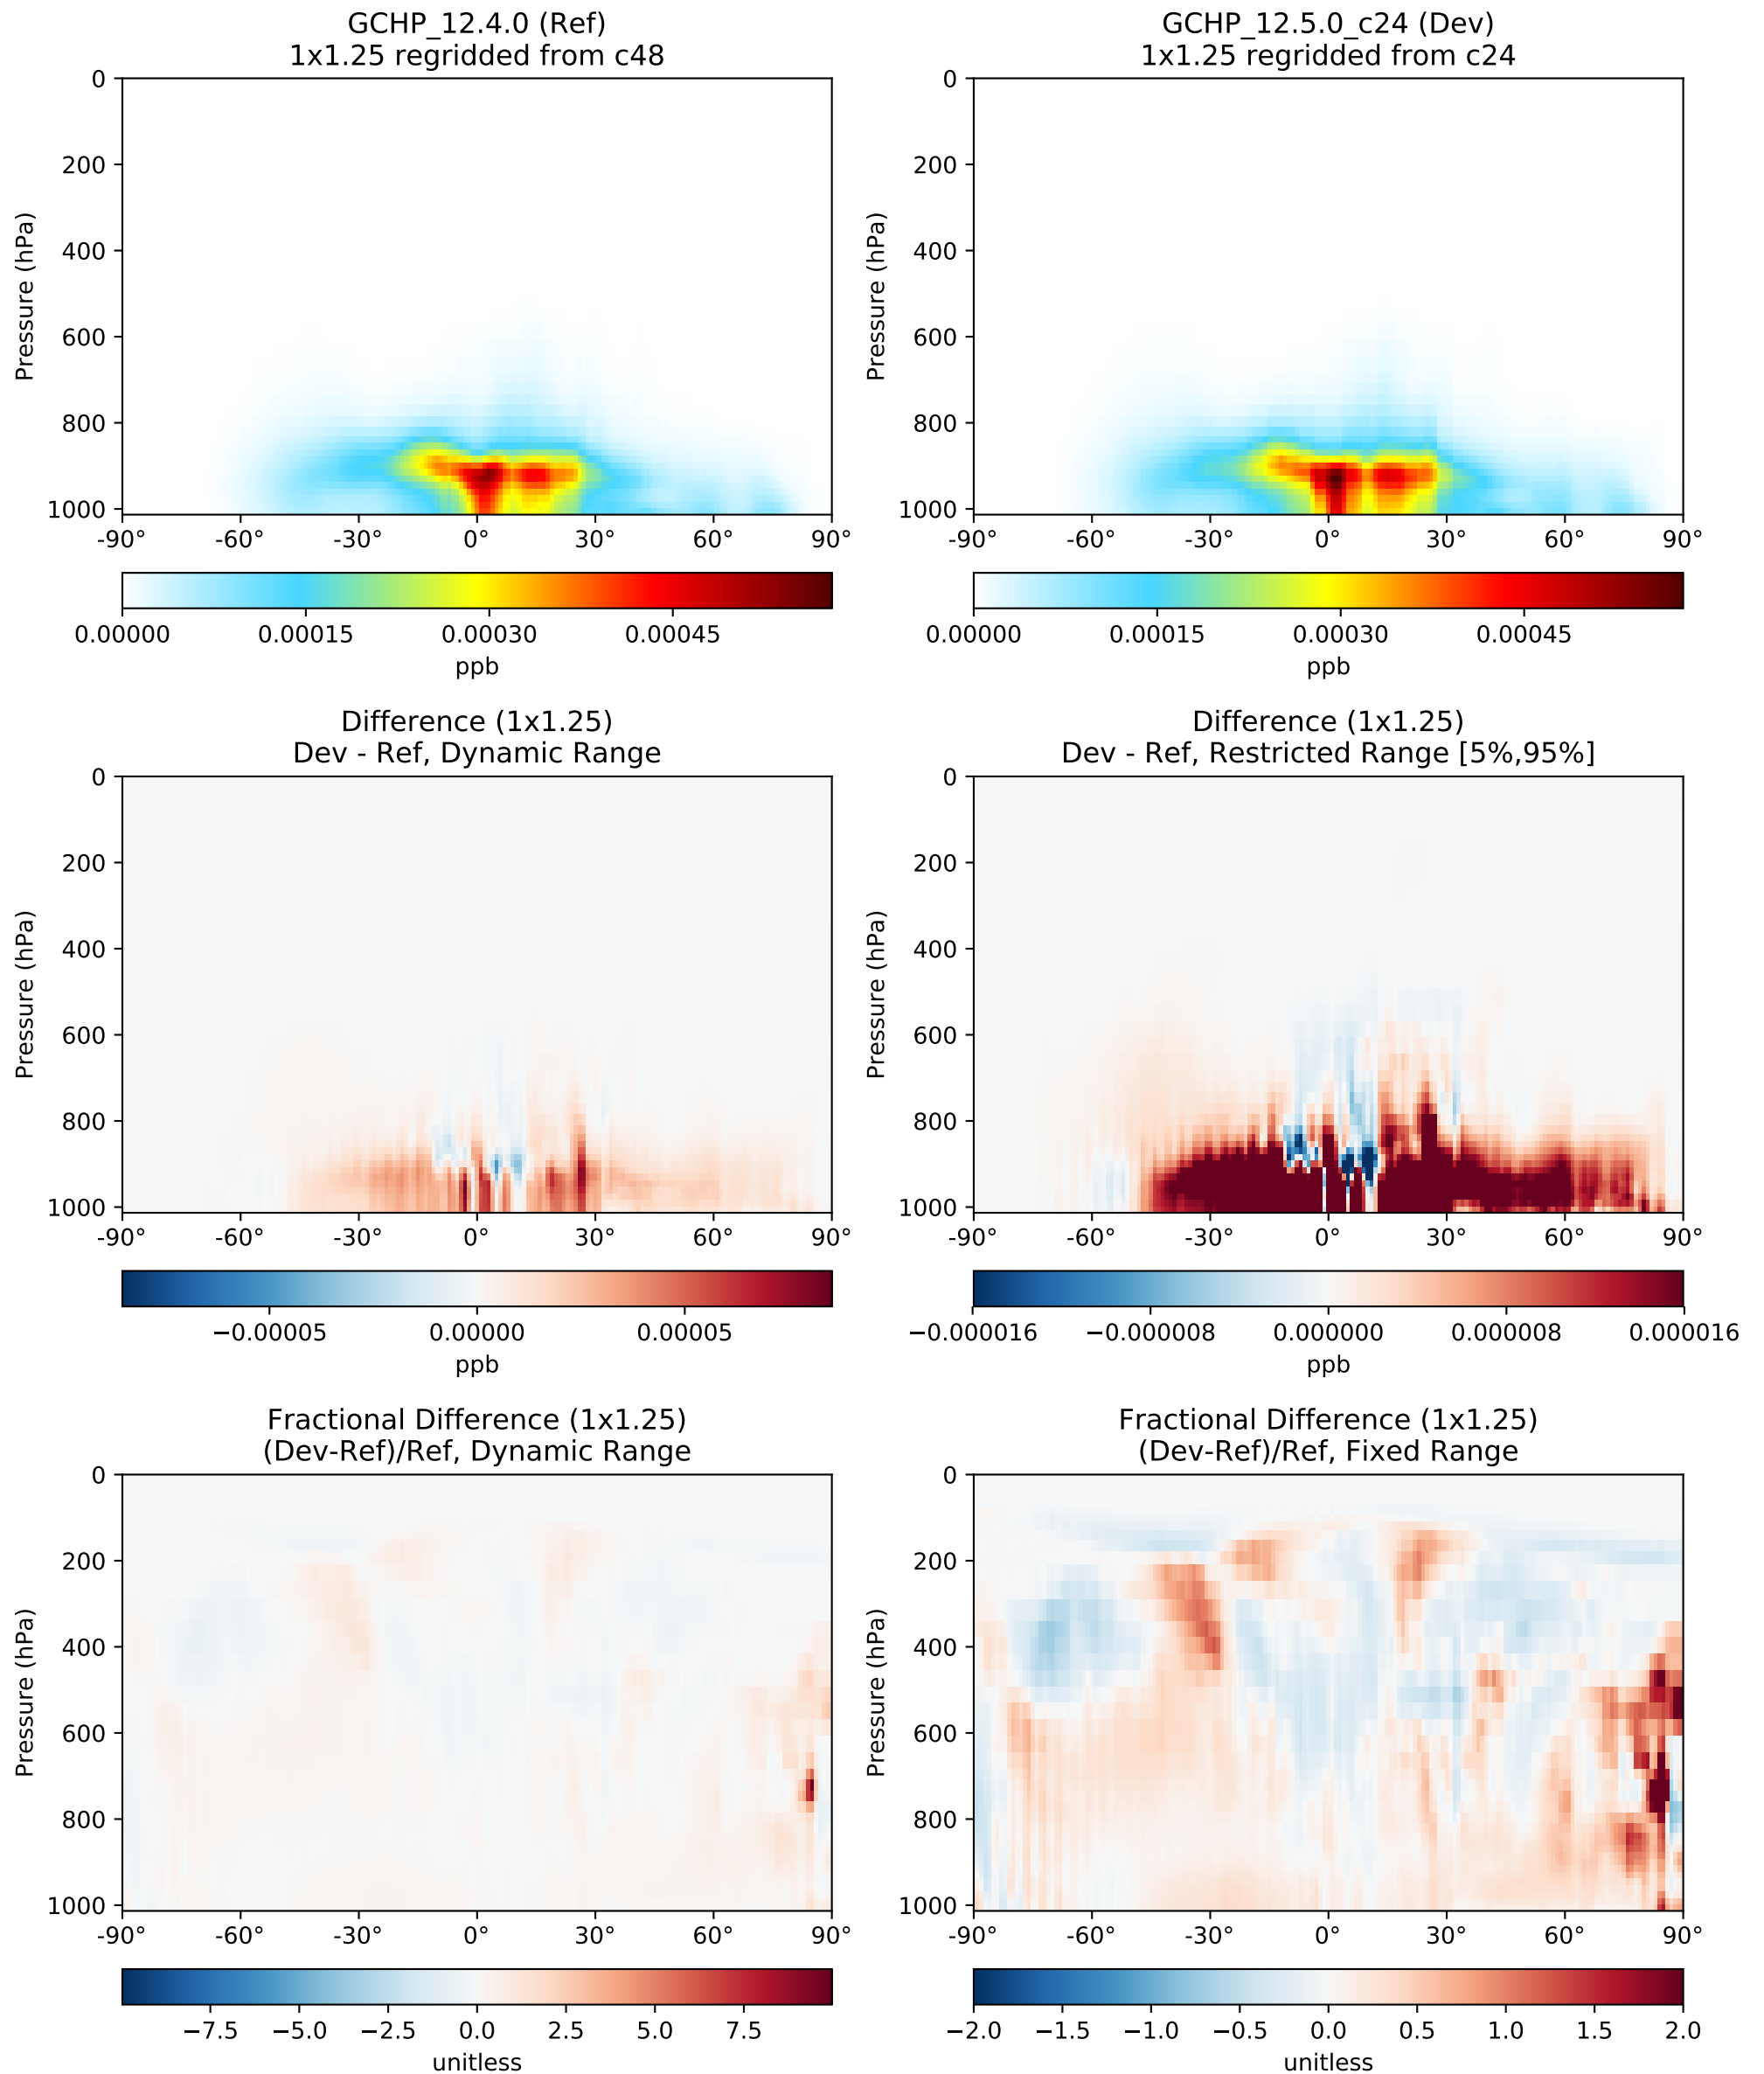 GCHP_12.4.0 (Ref)
1x1.25 regridded from c48
Pressure (hPa)
0
200
400
600
800
1000
-90° -60° -30° 0° 30° 60° 90°
0.00000 0.00015 0.00030 0.00045
ppb
GCHP_12.5.0_c24 (Dev)
1x1.25 regridded from c24
Pressure (hPa)
0
200
400
600
800
1000
-90° -60° -30° 0° 30° 60° 90°
0.00000 0.00015 0.00030 0.00045
ppb
Difference (1x1.25)
Dev - Ref, Dynamic Range
Pressure (hPa)
0
200
400
600
800
1000
-90° -60° -30° 0° 30° 60° 90°
−0.00005 0.00000 0.00005
ppb
Difference (1x1.25)
Dev - Ref, Restricted Range [5%,95%]
Pressure (hPa)
0
200
400
600
800
1000
-90° -60° -30° 0° 30° 60° 90°
−0.000016 −0.000008 0.000000 0.000008 0.000016
ppb
Fractional Difference (1x1.25)
(Dev-Ref)/Ref, Dynamic Range
Pressure (hPa)
0
200
400
600
800
1000
-90° -60° -30° 0° 30° 60° 90°
−7.5 −5.0 −2.5 0.0 2.5 5.0 7.5
unitless
Fractional Difference (1x1.25)
(Dev-Ref)/Ref, Fixed Range
Pressure (hPa)
0
200
400
600
800
1000
-90° -60° -30° 0° 30° 60° 90°
−2.0 −1.5 −1.0 −0.5 0.0 0.5 1.0 1.5 2.0
unitless